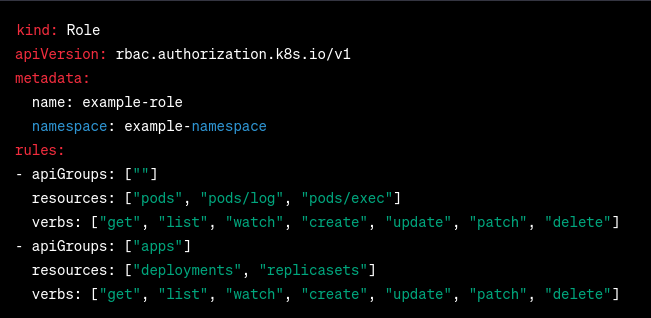 kind: Role
apiVersion: rbac.authorization.k8s.io/v1
metadata:
  name: example-role
  namespace: example-namespace
rules:
- apiGroups: [""]
  resources: ["pods", "pods/log", "pods/exec"]
  verbs: ["get", "list", "watch", "create", "update", "patch", "delete"]
- apiGroups: ["apps"]
  resources: ["deployments", "replicasets"]
  verbs: ["get", "list", "watch", "create", "update", "patch", "delete"]